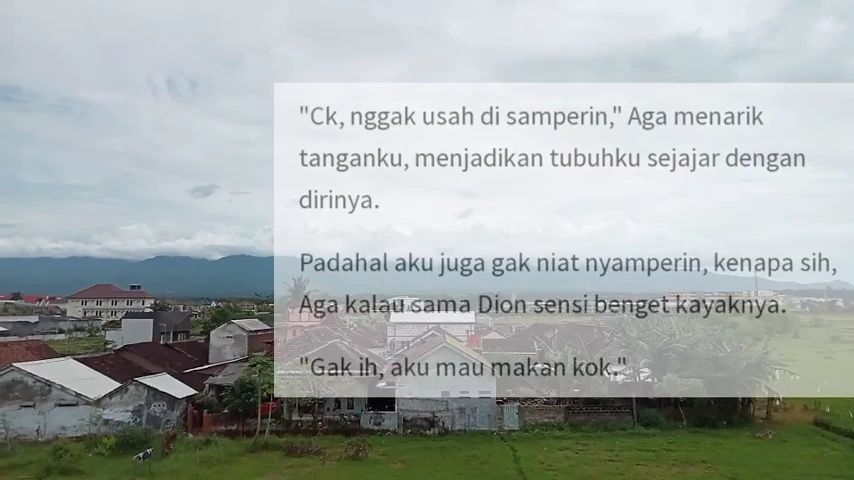 "Ck, nggak usah di samperin," Aga menarik
tanganku, menjadikan tubuhku sejajar dengan
dirinya.
Padahal aku juga gak niat nyamperin, kenapa sih,
Aga kalau sama Dion sensi benget kayaknya.
"Gak ih, aku mau makan kok."